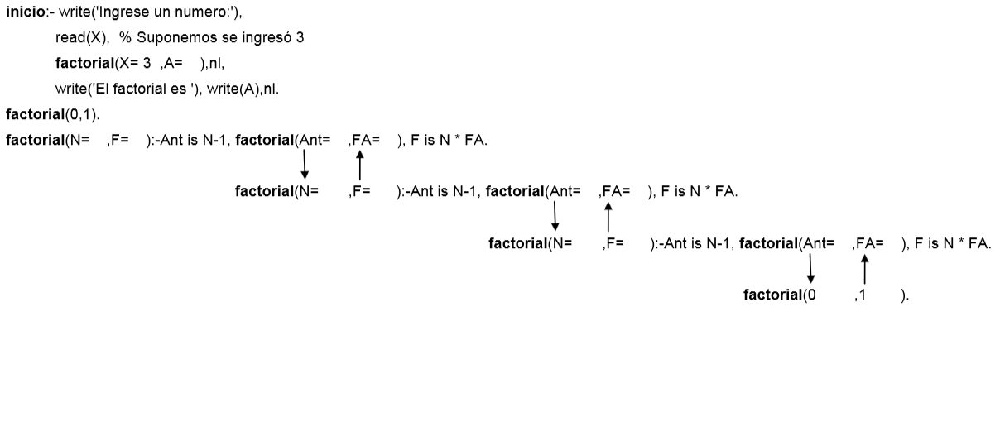 inicio:- write('Ingrese un numero:'),
read(X), % Suponemos se ingresó 3
factorial(X= 3 ,A= ),nl,
write('El factorial es '), write(A),nl.
factorial(0,1).
factorial(N= ,F= ):-Ant is N-1, factorial(Ant= ,FA= ), F is N * FA.
factorial(N= ,F= ):-Ant is N-1, factorial(Ant= ,FA= ), F is N * FA.
factorial(N= ,F= ):-Ant is N-1, factorial(Ant= ,FA= ), F is N * FA.
factorial(0 ,1 ).